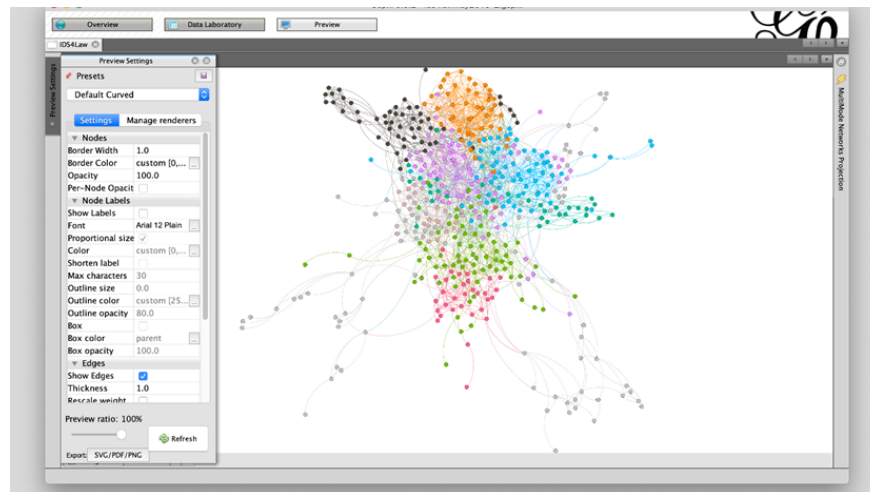 Overview Data Laboratory Preview
IDS4Law
Preview Settings
Preview Settings
Presets
Default Curved
Settings Manage renderers
Nodes
Border Width 1.0
Border Color custom [0,... ...
Opacity 100.0
Per-Node Opacit
Node Labels
Show Labels
Font Arial 12 Plain ...
Proportional size
Color custom [0,... ...
Shorten label
Max characters 30
Outline size 0.0
Outline color custom [25... ...
Outline opacity 80.0
Box
Box color parent ...
Box opacity 100.0
Edges
Show Edges
Thickness 1.0
Rescale weight
Preview ratio: 100%
Refresh
Export: SVG/PDF/PNG
MultiMode Networks Projection